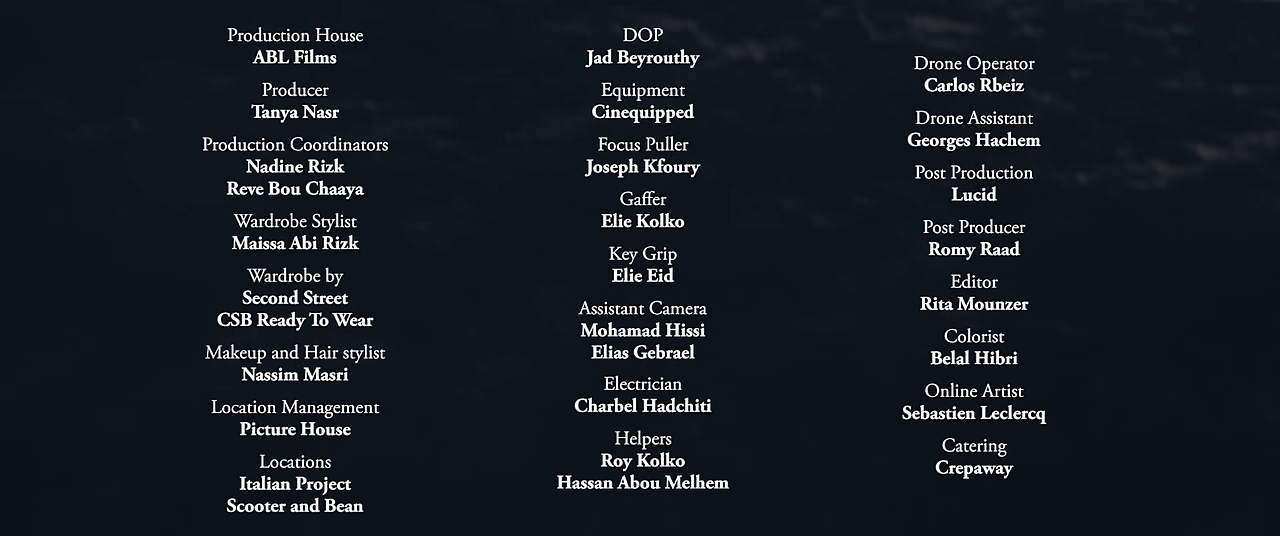 Production House
ABL Films
Producer
Tanya Nasr
Production Coordinators
Nadine Rizk
Reve Bou Chaaya
Wardrobe Stylist
Maissa Abi Rizk
Wardrobe by
Second Street
CSB Ready To Wear
Makeup and Hair stylist
Nassim Masri
Location Management
Picture House
Locations
Italian Project
Scooter and Bean
DOP
Jad Beyrouthy
Equipment
Cinequipped
Focus Puller
Joseph Kfoury
Gaffer
Elie Kolko
Key Grip
Elie Eid
Assistant Camera
Mohamad Hissi
Elias Gebrael
Electrician
Charbel Hadchiti
Helpers
Roy Kolko
Hassan Abou Melhem
Drone Operator
Carlos Rbeiz
Drone Assistant
Georges Hachem
Post Production
Lucid
Post Producer
Romy Raad
Editor
Rita Mounzer
Colorist
Belal Hibri
Online Artist
Sebastien Leclercq
Catering
Crepaway